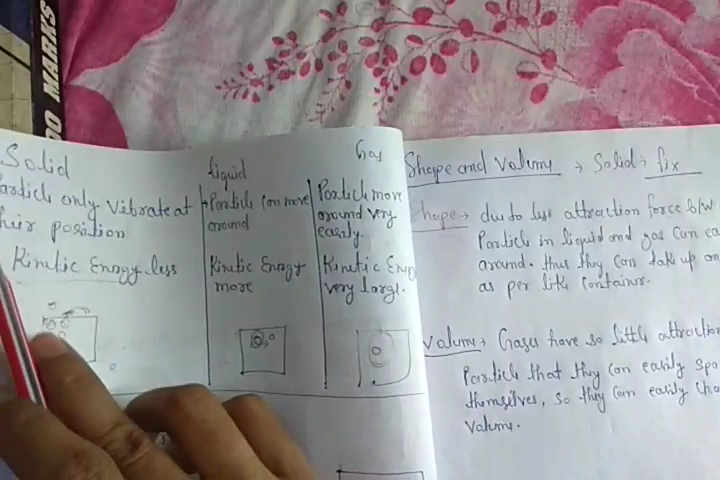 MARKS
Solid
Particle only vibrate at
their position
Kinetic Energy less
liquid
Particle can move
around
Kinetic Energy
more
Gas
Particle move
around very
easily.
Kinetic Energy
very large.
Shape and Volume → Solid → fix
Shape → due to less attraction force b/w
Particle in liquid and gas can
around. thus they can take up
as per like container.
Volume → Gases have so little attraction
Particle that they can easily
themselves, so they can easily
Volume.